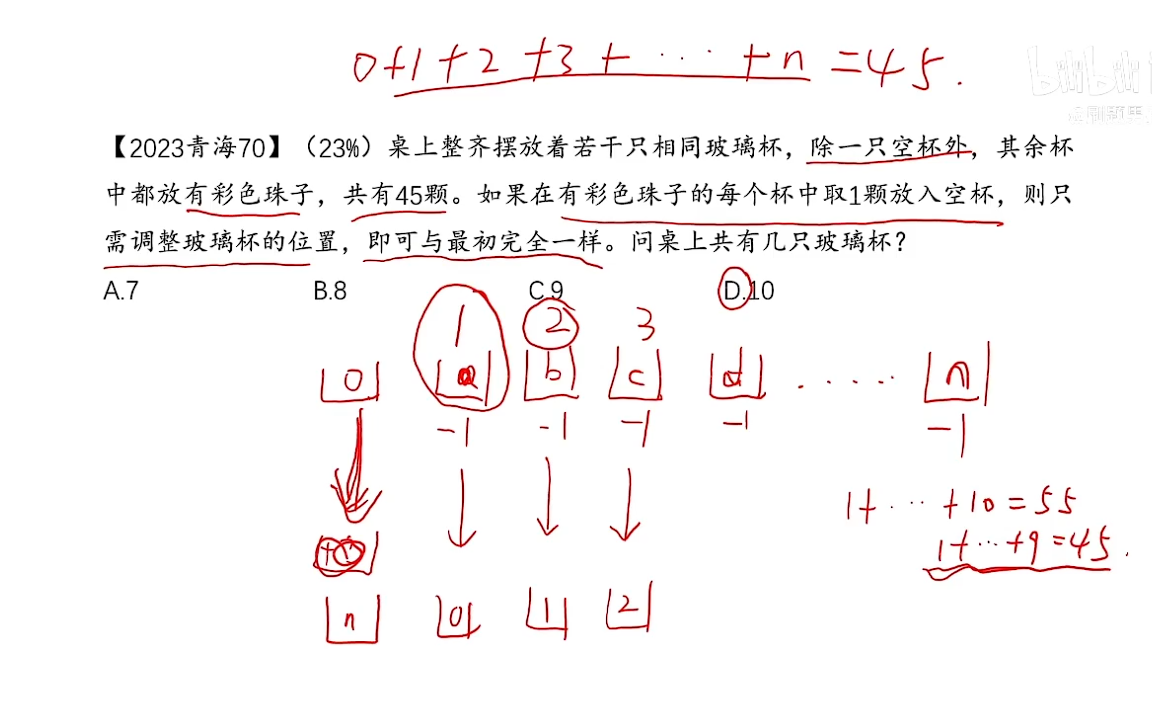 0+1+2+3+…+n=45.
bilibili
【2023青海70】（23%）桌上整齐摆放着若干只相同玻璃杯，除一只空杯外，其余杯
中都放有彩色珠子，共有45颗。如果在有彩色珠子的每个杯中取1颗放入空杯，则只
需调整玻璃杯的位置，即可与最初完全一样。问桌上共有几只玻璃杯？
A.7 B.8 C.9 D.10
1 2 3
0 a b c d ····· n
-1 -1 -1 -1 -1
1+…+10=55
1+…+9=45.
n 0 1 2